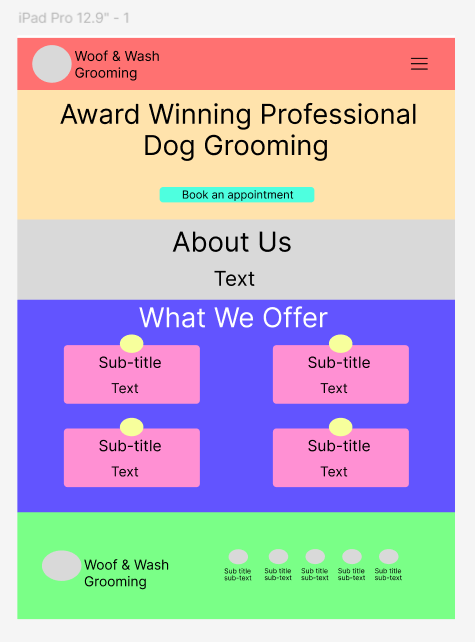 iPad Pro 12.9" - 1
Woof & Wash
Grooming
Award Winning Professional
Dog Grooming
Book an appointment
About Us
Text
What We Offer
Sub-title
Text
Sub-title
Text
Sub-title
Text
Sub-title
Text
Woof & Wash
Grooming
Sub title
sub-text
Sub title
sub-text
Sub title
sub-text
Sub title
sub-text
Sub title
sub-text